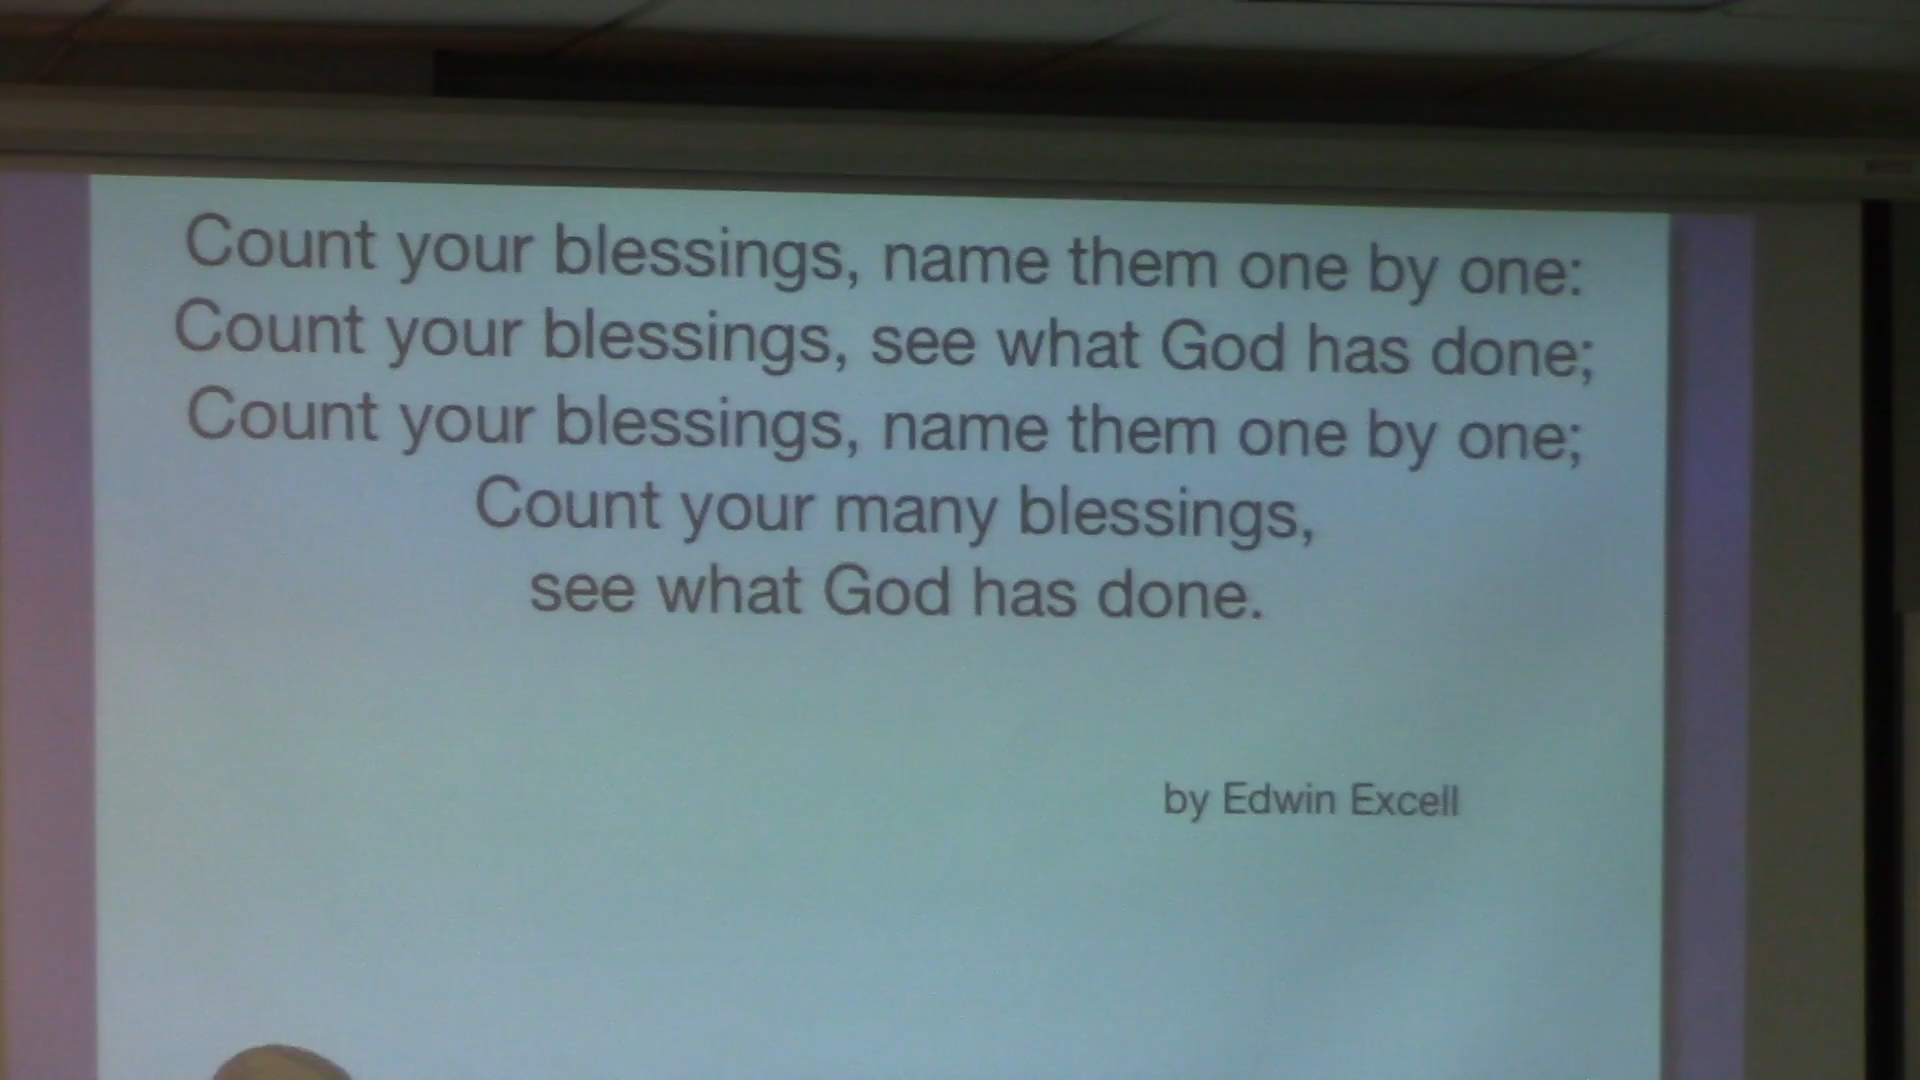 Count your blessings, name them one by one:
Count your blessings, see what God has done;
Count your blessings, name them one by one;
Count your many blessings,
see what God has done.
by Edwin Excell